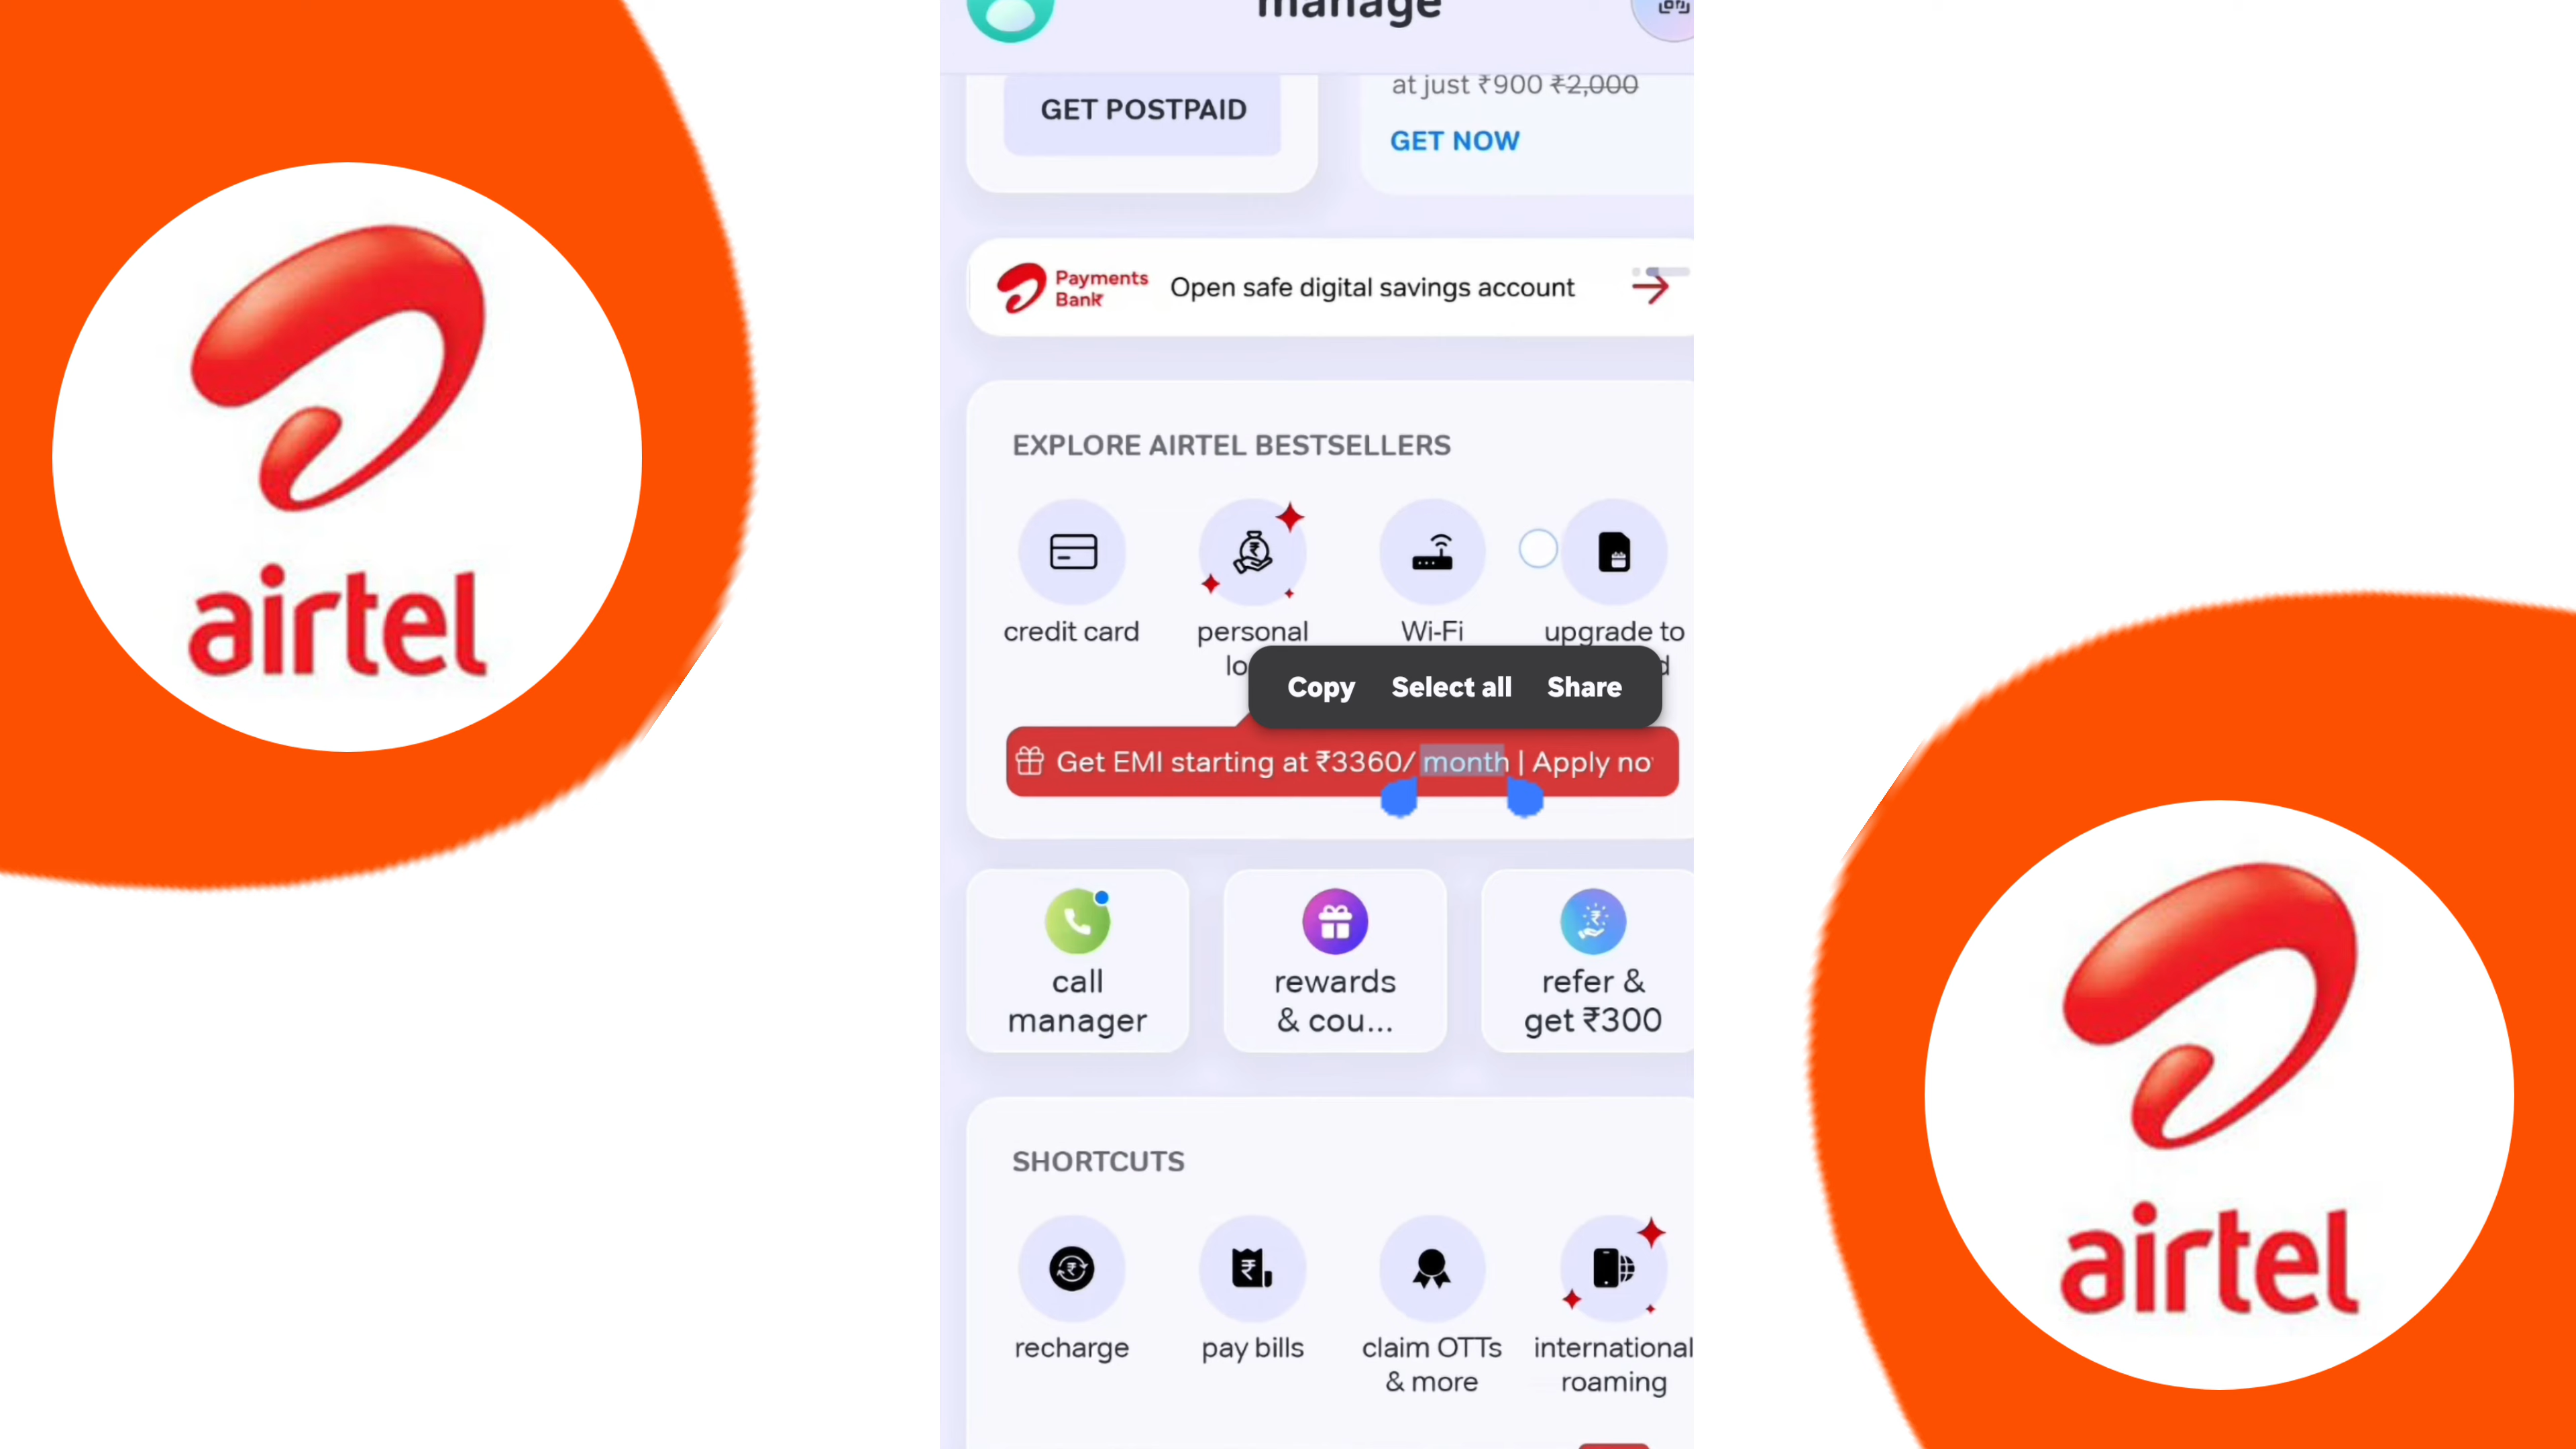 manage
at just ₹900 ₹2,000
GET POSTPAID
GET NOW
Payments
Bank
Open safe digital savings account
EXPLORE AIRTEL BESTSELLERS
credit card
personal
lo
Wi-Fi
upgrade to
d
Copy Select all Share
Get EMI starting at ₹3360/ month | Apply no
call
manager
rewards
& cou...
refer &
get ₹300
SHORTCUTS
recharge
pay bills
claim OTTs
& more
international
roaming
airtel
airtel